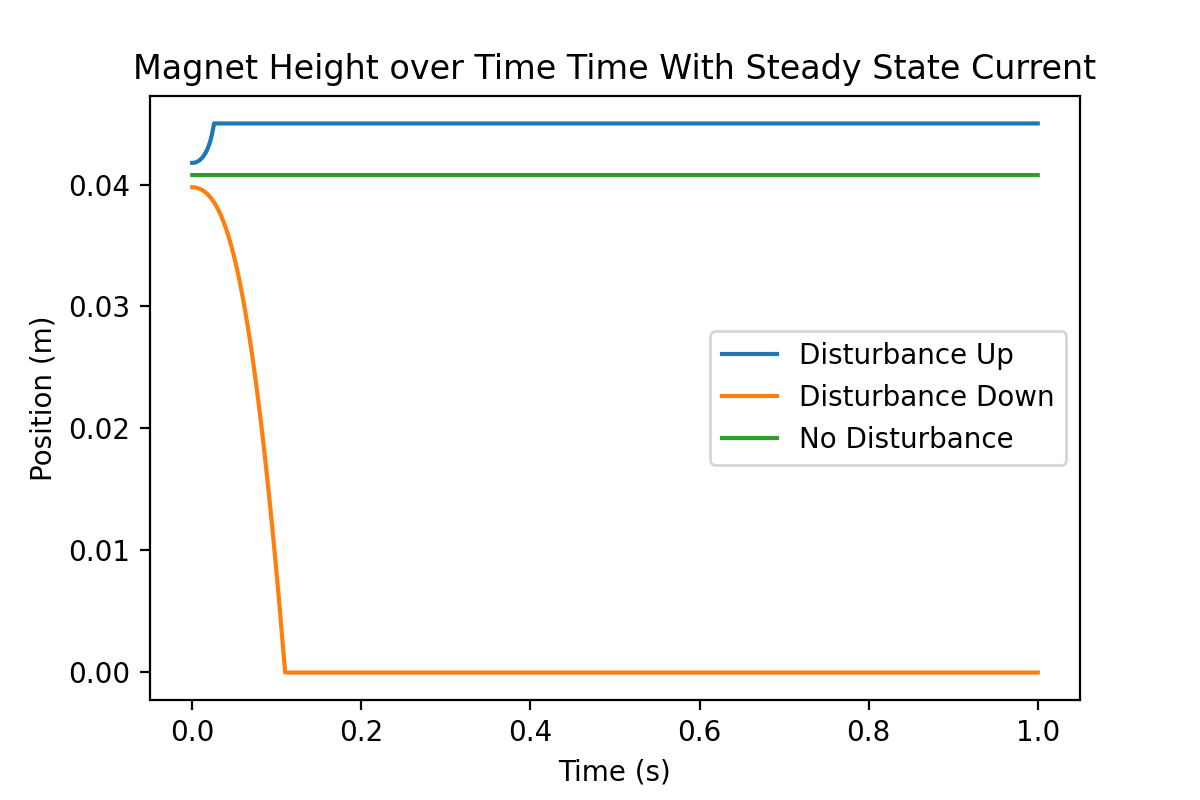 Magnet Height over Time Time With Steady State Current
Position (m)
0.04
0.03
0.02
0.01
0.00
Disturbance Up
Disturbance Down
No Disturbance
0.0 0.2 0.4 0.6 0.8 1.0
Time (s)